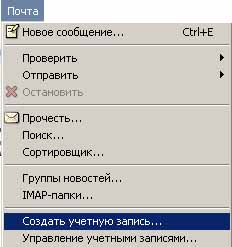 Почта
Новое сообщение... Ctrl+E
Проверить
Отправить
Остановить
Прочесть...
Поиск...
Сортировщик...
Группы новостей...
IMAP-папки...
Создать учетную запись...
Управление учетными записями...